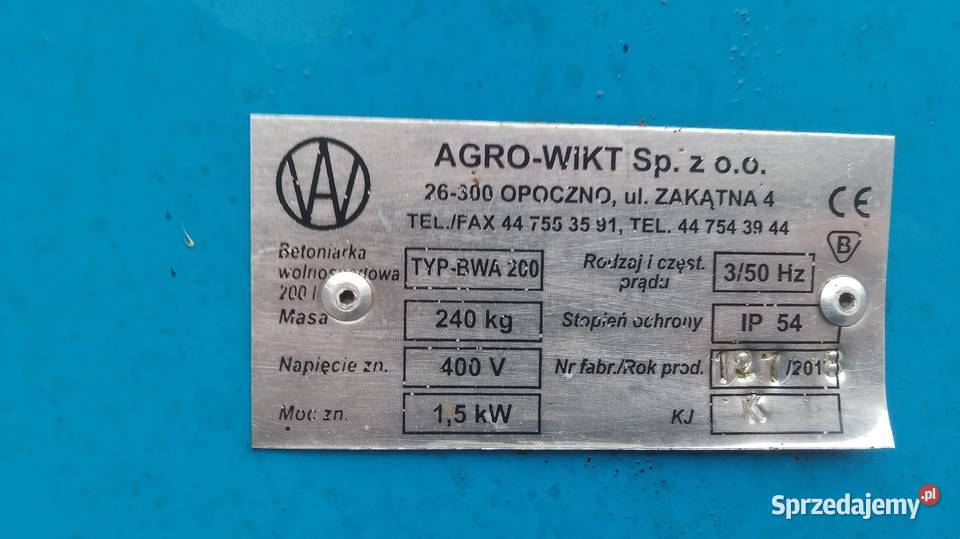 AGRO-WiKT Sp. z o.o.
26-300 OPOCZNO, ul. ZAKĄTNA 4
TEL./FAX 44 755 35 91, TEL. 44 754 39 44
CE
B
Betoniarka
wolnospadowa
200 l
TYP-BWA 200
Rodzaj i częst.
prądu
3/50 Hz
Masa
240 kg
Stopień ochrony
IP 54
Napięcie zn.
400 V
Nr fabr./Rok prod.
127/2013
Moc zn.
1,5 kW
KJ
K
Sprzedajemy.pl